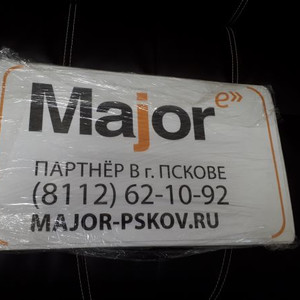 Major e»
ПАРТНЁР В г. ПСКОВЕ
(8112) 62-10-92
MAJOR-PSKOV.RU